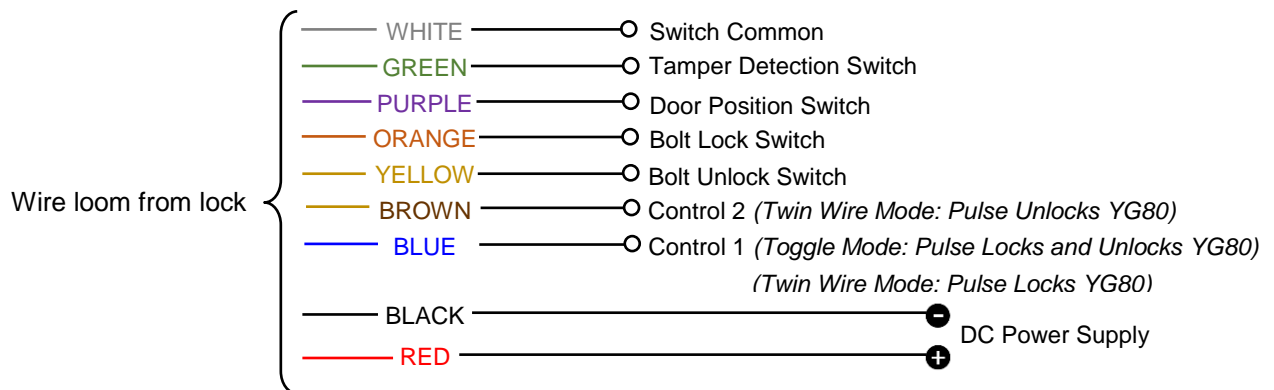 WHITE Switch Common
GREEN Tamper Detection Switch
PURPLE Door Position Switch
ORANGE Bolt Lock Switch
YELLOW Bolt Unlock Switch
Wire loom from lock
BROWN Control 2 (Twin Wire Mode: Pulse Unlocks YG80)
BLUE Control 1 (Toggle Mode: Pulse Locks and Unlocks YG80)
(Twin Wire Mode: Pulse Locks YG80)
BLACK -
DC Power Supply
RED +